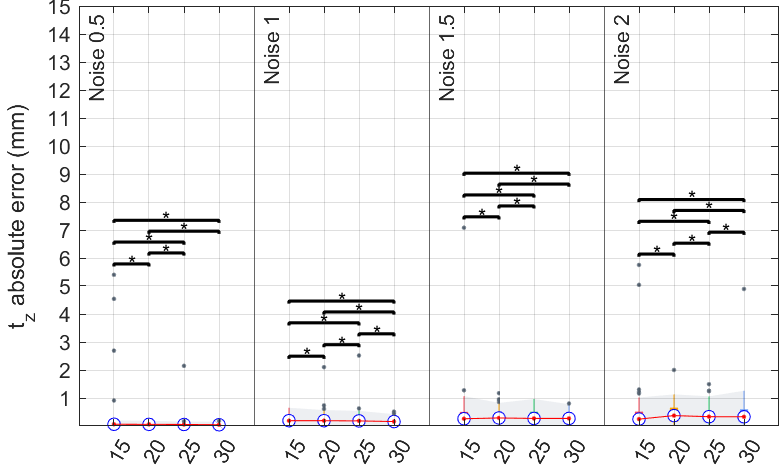 15
14
13
12
11
10
9
8
7
6
5
4
3
2
1
t_z absolute error (mm)
Noise 0.5
Noise 1
Noise 1.5
Noise 2
* * * * *
* * * * * *
* * * * *
* * * * * *
15 20 25 30 15 20 25 30 15 20 25 30 15 20 25 30